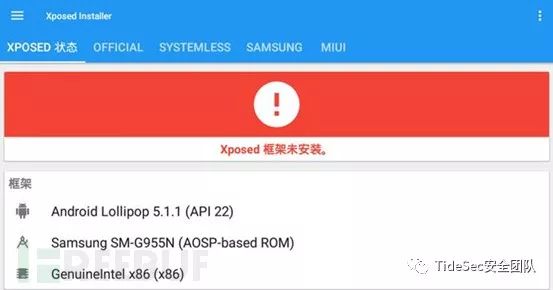 Xposed Installer
XPOSED 状态 OFFICIAL SYSTEMLESS SAMSUNG MIUI
Xposed 框架未安装。
框架
Android Lollipop 5.1.1 (API 22)
Samsung SM-G955N (AOSP-based ROM)
GenuineIntel x86 (x86)
TideSec安全团队